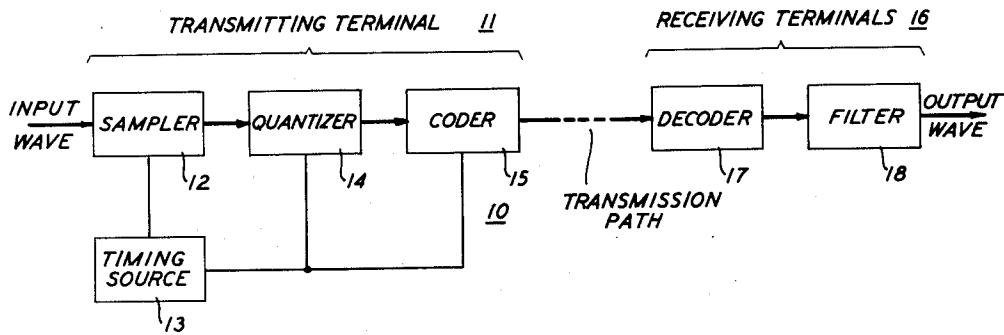 TRANSMITTING TERMINAL 11
RECEIVING TERMINALS 16
INPUT
WAVE
SAMPLER
QUANTIZER
CODER
DECODER
FILTER
OUTPUT
WAVE
12
14
15
17
18
10
TRANSMISSION
PATH
TIMING
SOURCE
13